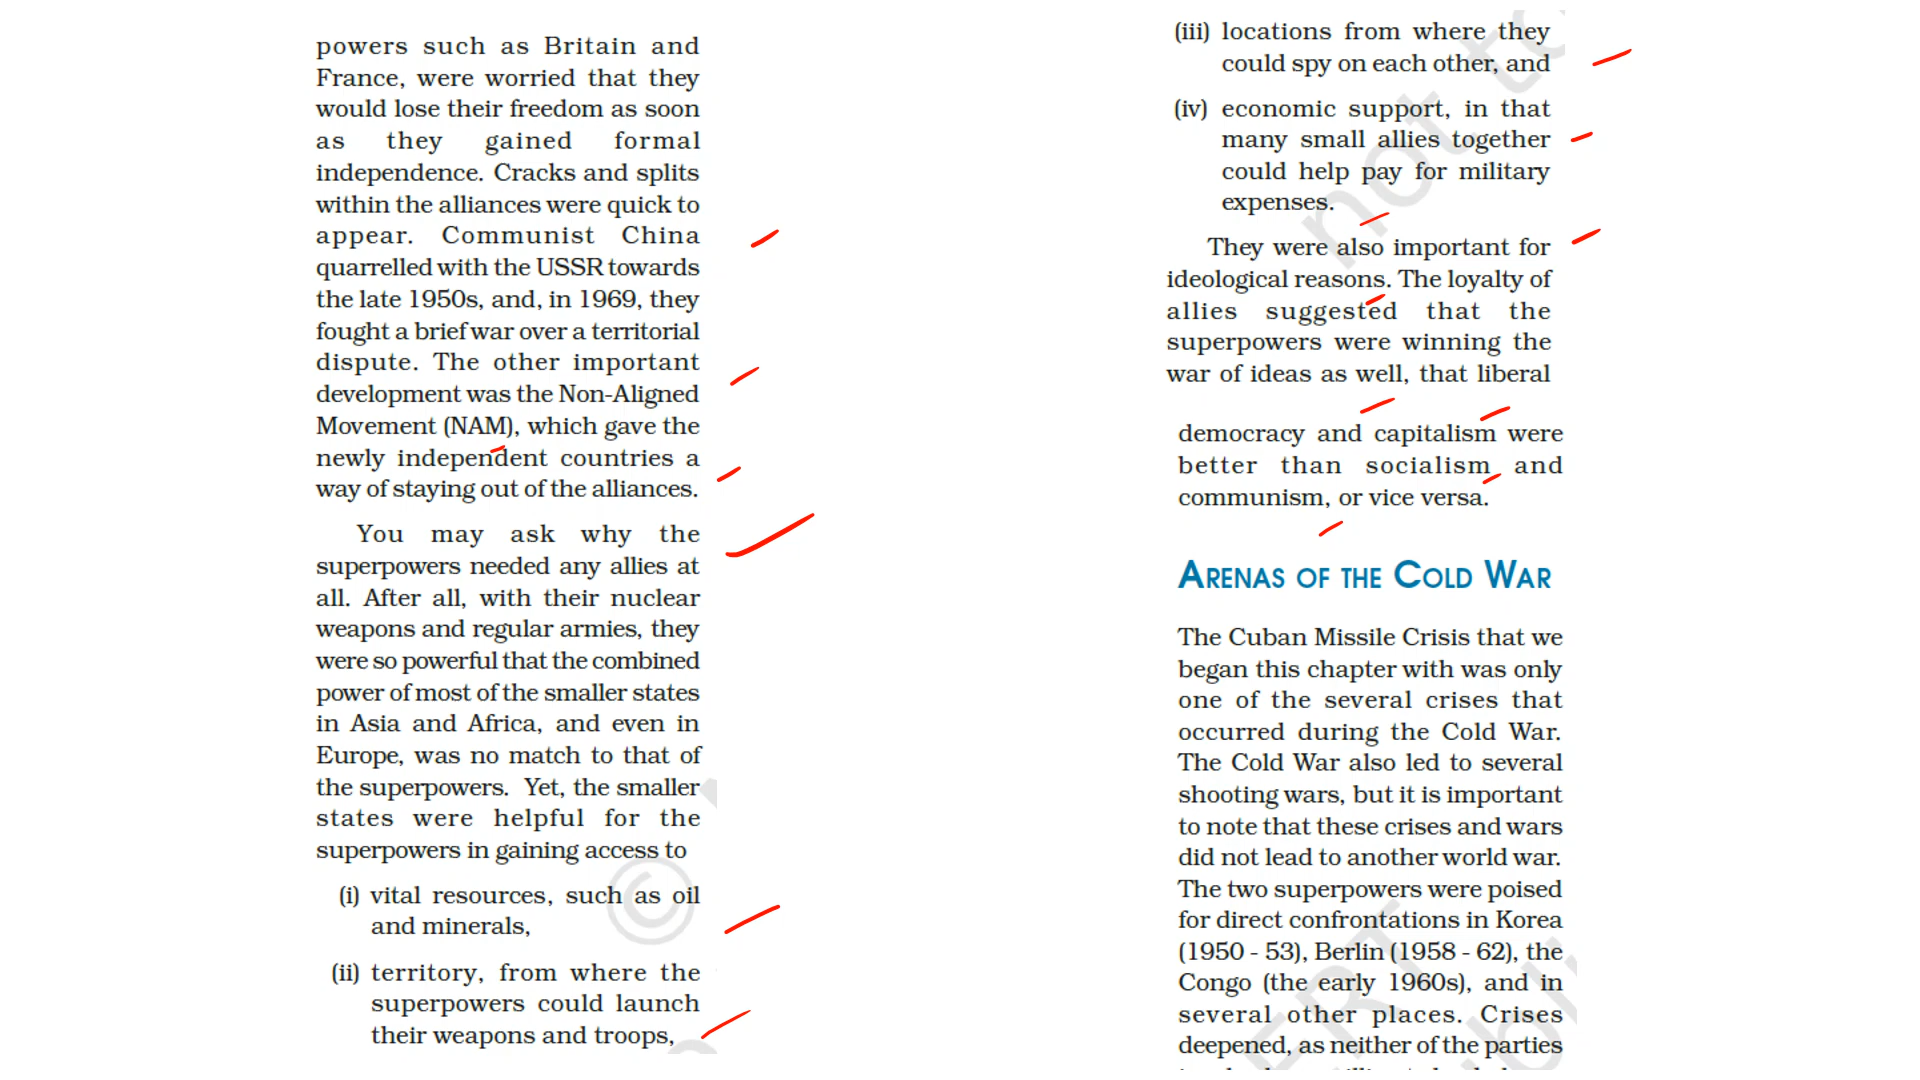 powers such as Britain and
France, were worried that they
would lose their freedom as soon
as they gained formal
independence. Cracks and splits
within the alliances were quick to
appear. Communist China
quarrelled with the USSR towards
the late 1950s, and, in 1969, they
fought a brief war over a territorial
dispute. The other important
development was the Non-Aligned
Movement (NAM), which gave the
newly independent countries a
way of staying out of the alliances.
You may ask why the
superpowers needed any allies at
all. After all, with their nuclear
weapons and regular armies, they
were so powerful that the combined
power of most of the smaller states
in Asia and Africa, and even in
Europe, was no match to that of
the superpowers. Yet, the smaller
states were helpful for the
superpowers in gaining access to
(i) vital resources, such as oil
and minerals,
(ii) territory, from where the
superpowers could launch
their weapons and troops,
(iii) locations from where they
could spy on each other, and
(iv) economic support, in that
many small allies together
could help pay for military
expenses.
They were also important for
ideological reasons. The loyalty of
allies suggested that the
superpowers were winning the
war of ideas as well, that liberal
democracy and capitalism were
better than socialism and
communism, or vice versa.
ARENAS OF THE COLD WAR
The Cuban Missile Crisis that we
began this chapter with was only
one of the several crises that
occurred during the Cold War.
The Cold War also led to several
shooting wars, but it is important
to note that these crises and wars
did not lead to another world war.
The two superpowers were poised
for direct confrontations in Korea
(1950 - 53), Berlin (1958 - 62), the
Congo (the early 1960s), and in
several other places. Crises
deepened, as neither of the parties